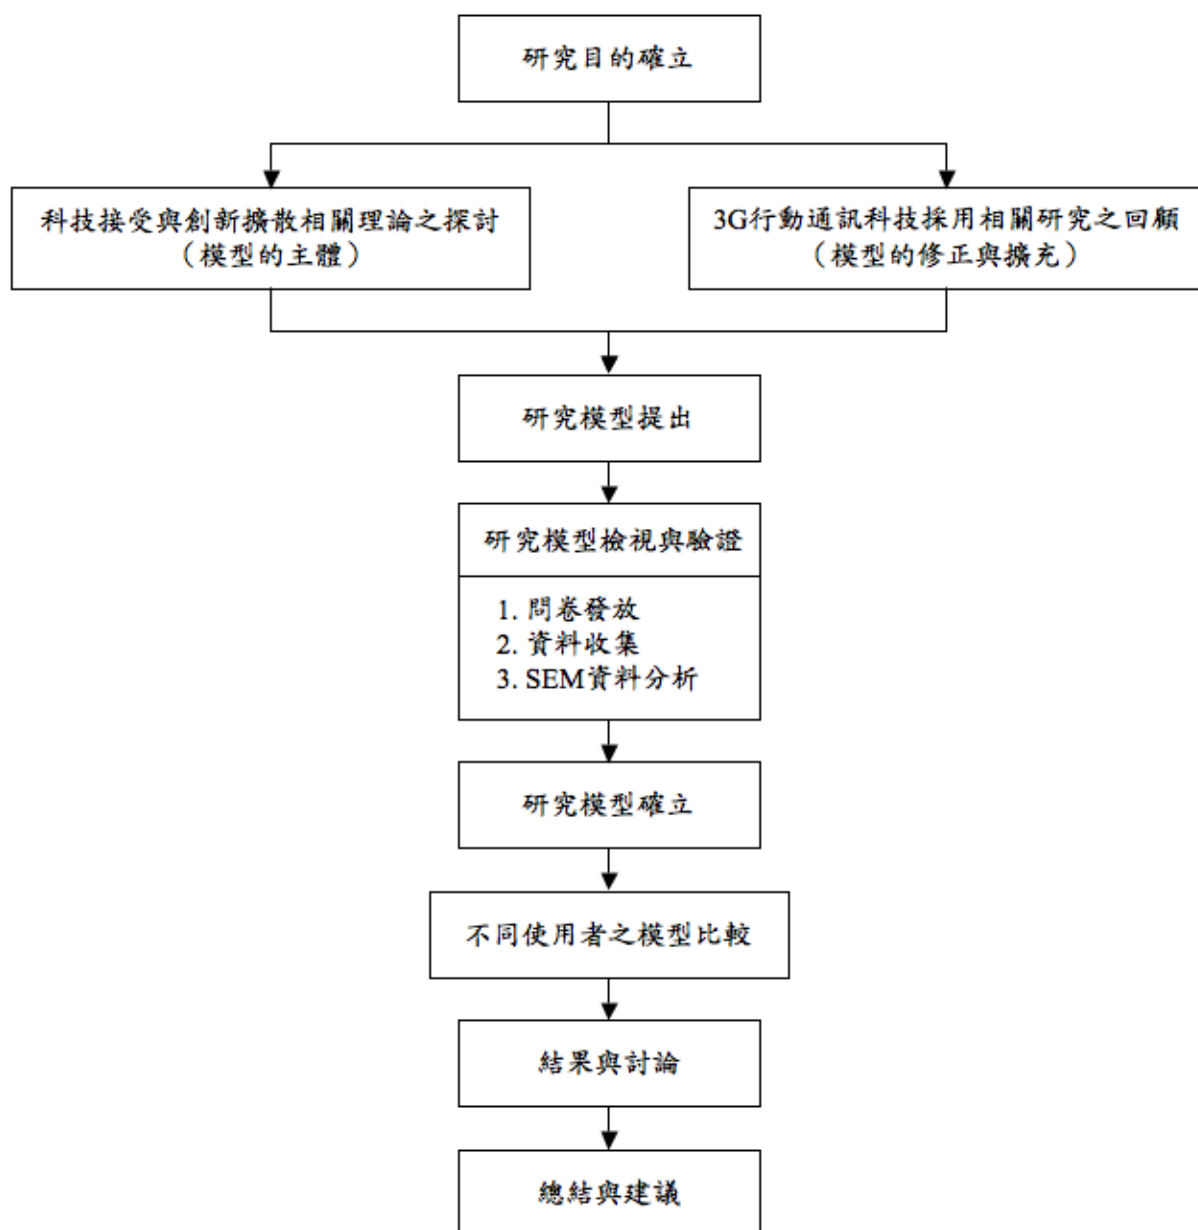 研究目的確立
科技接受與創新擴散相關理論之探討
（模型的主體）
3G行動通訊科技採用相關研究之回顧
（模型的修正與擴充）
研究模型提出
研究模型檢視與驗證
1. 問卷發放
2. 資料收集
3. SEM資料分析
研究模型確立
不同使用者之模型比較
結果與討論
總結與建議